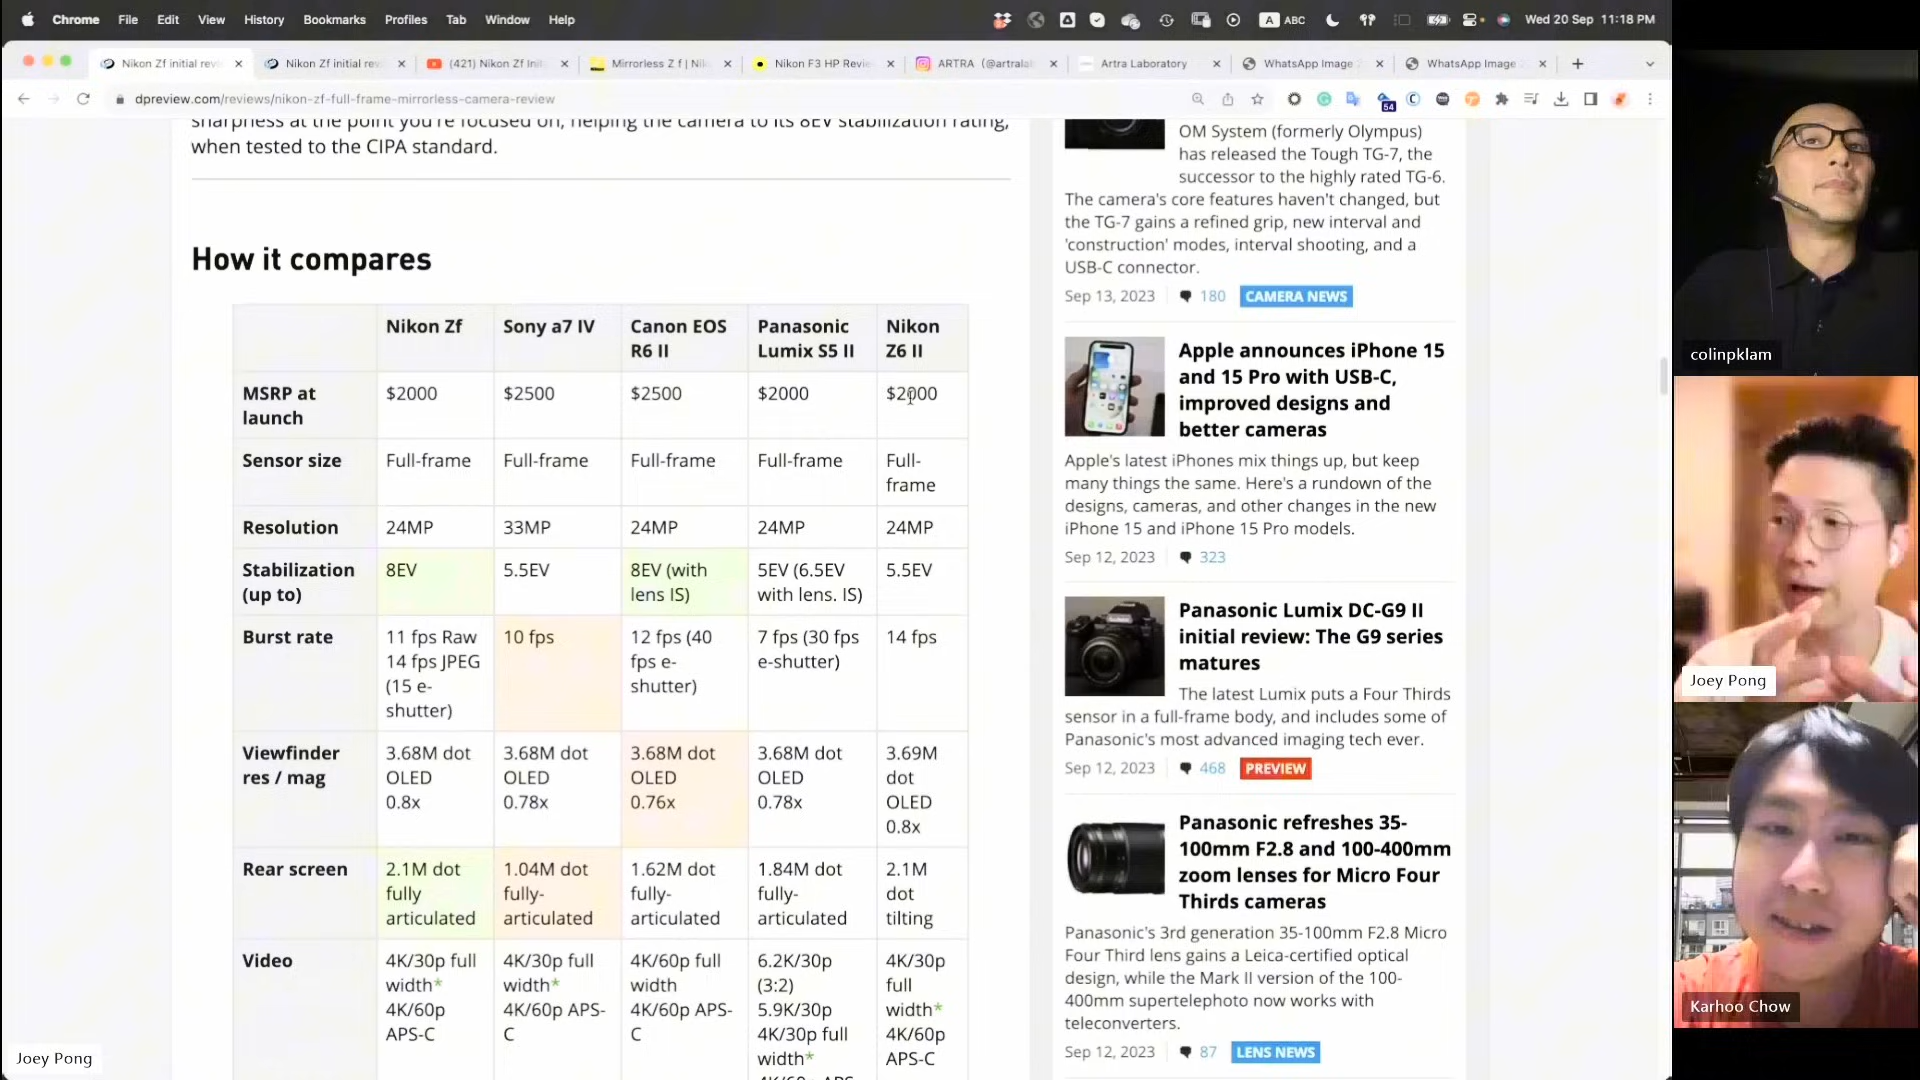 Chrome File Edit View History Bookmarks Profiles Tab Window Help
A ABC Wed 20 Sep 11:18 PM
Nikon Zf initial revi
Nikon Zf initial rev
(421) Nikon Zf Init
Mirrorless Z f | Nik
Nikon F3 HP Revie
ARTRA (@artralab
Artra Laboratory
WhatsApp Image
WhatsApp Image
dpreview.com/reviews/nikon-zf-full-frame-mirrorless-camera-review
54
sharpness at the point you're focused on, helping the camera to its 8EV stabilization rating,
when tested to the CIPA standard.
How it compares
Nikon Zf
Sony a7 IV
Canon EOS
R6 II
Panasonic
Lumix S5 II
Nikon
Z6 II
MSRP at
launch
$2000
$2500
$2500
$2000
$2000
Sensor size
Full-frame
Full-frame
Full-frame
Full-frame
Full-
frame
Resolution
24MP
33MP
24MP
24MP
24MP
Stabilization
(up to)
8EV
5.5EV
8EV (with
lens IS)
5EV (6.5EV
with lens. IS)
5.5EV
Burst rate
11 fps Raw
14 fps JPEG
(15 e-
shutter)
10 fps
12 fps (40
fps e-
shutter)
7 fps (30 fps
e-shutter)
14 fps
Viewfinder
res / mag
3.68M dot
OLED
0.8x
3.68M dot
OLED
0.78x
3.68M dot
OLED
0.76x
3.68M dot
OLED
0.78x
3.69M
dot
OLED
0.8x
Rear screen
2.1M dot
fully
articulated
1.04M dot
fully-
articulated
1.62M dot
fully-
articulated
1.84M dot
fully-
articulated
2.1M
dot
tilting
Video
4K/30p full
width*
4K/60p
APS-C
4K/30p full
width*
4K/60p APS-
C
4K/60p full
width
4K/60p APS-
C
6.2K/30p
(3:2)
5.9K/30p
4K/30p full
width*
4K/60p APS-
4K/30p
full
width*
4K/60p
APS-C
OM System (formerly Olympus)
has released the Tough TG-7, the
successor to the highly rated TG-6.
The camera's core features haven't changed, but
the TG-7 gains a refined grip, new interval and
'construction' modes, interval shooting, and a
USB-C connector.
Sep 13, 2023 180 CAMERA NEWS
Apple announces iPhone 15
and 15 Pro with USB-C,
improved designs and
better cameras
Apple's latest iPhones mix things up, but keep
many things the same. Here's a rundown of the
designs, cameras, and other changes in the new
iPhone 15 and iPhone 15 Pro models.
Sep 12, 2023 323
Panasonic Lumix DC-G9 II
initial review: The G9 series
matures
The latest Lumix puts a Four Thirds
sensor in a full-frame body, and includes some of
Panasonic's most advanced imaging tech ever.
Sep 12, 2023 468 PREVIEW
Panasonic refreshes 35-
100mm F2.8 and 100-400mm
zoom lenses for Micro Four
Thirds cameras
Panasonic's 3rd generation 35-100mm F2.8 Micro
Four Third lens gains a Leica-certified optical
design, while the Mark II version of the 100-
400mm supertelephoto now works with
teleconverters.
Sep 12, 2023 87 LENS NEWS
colinpklam
Joey Pong
Karhoo Chow
Joey Pong